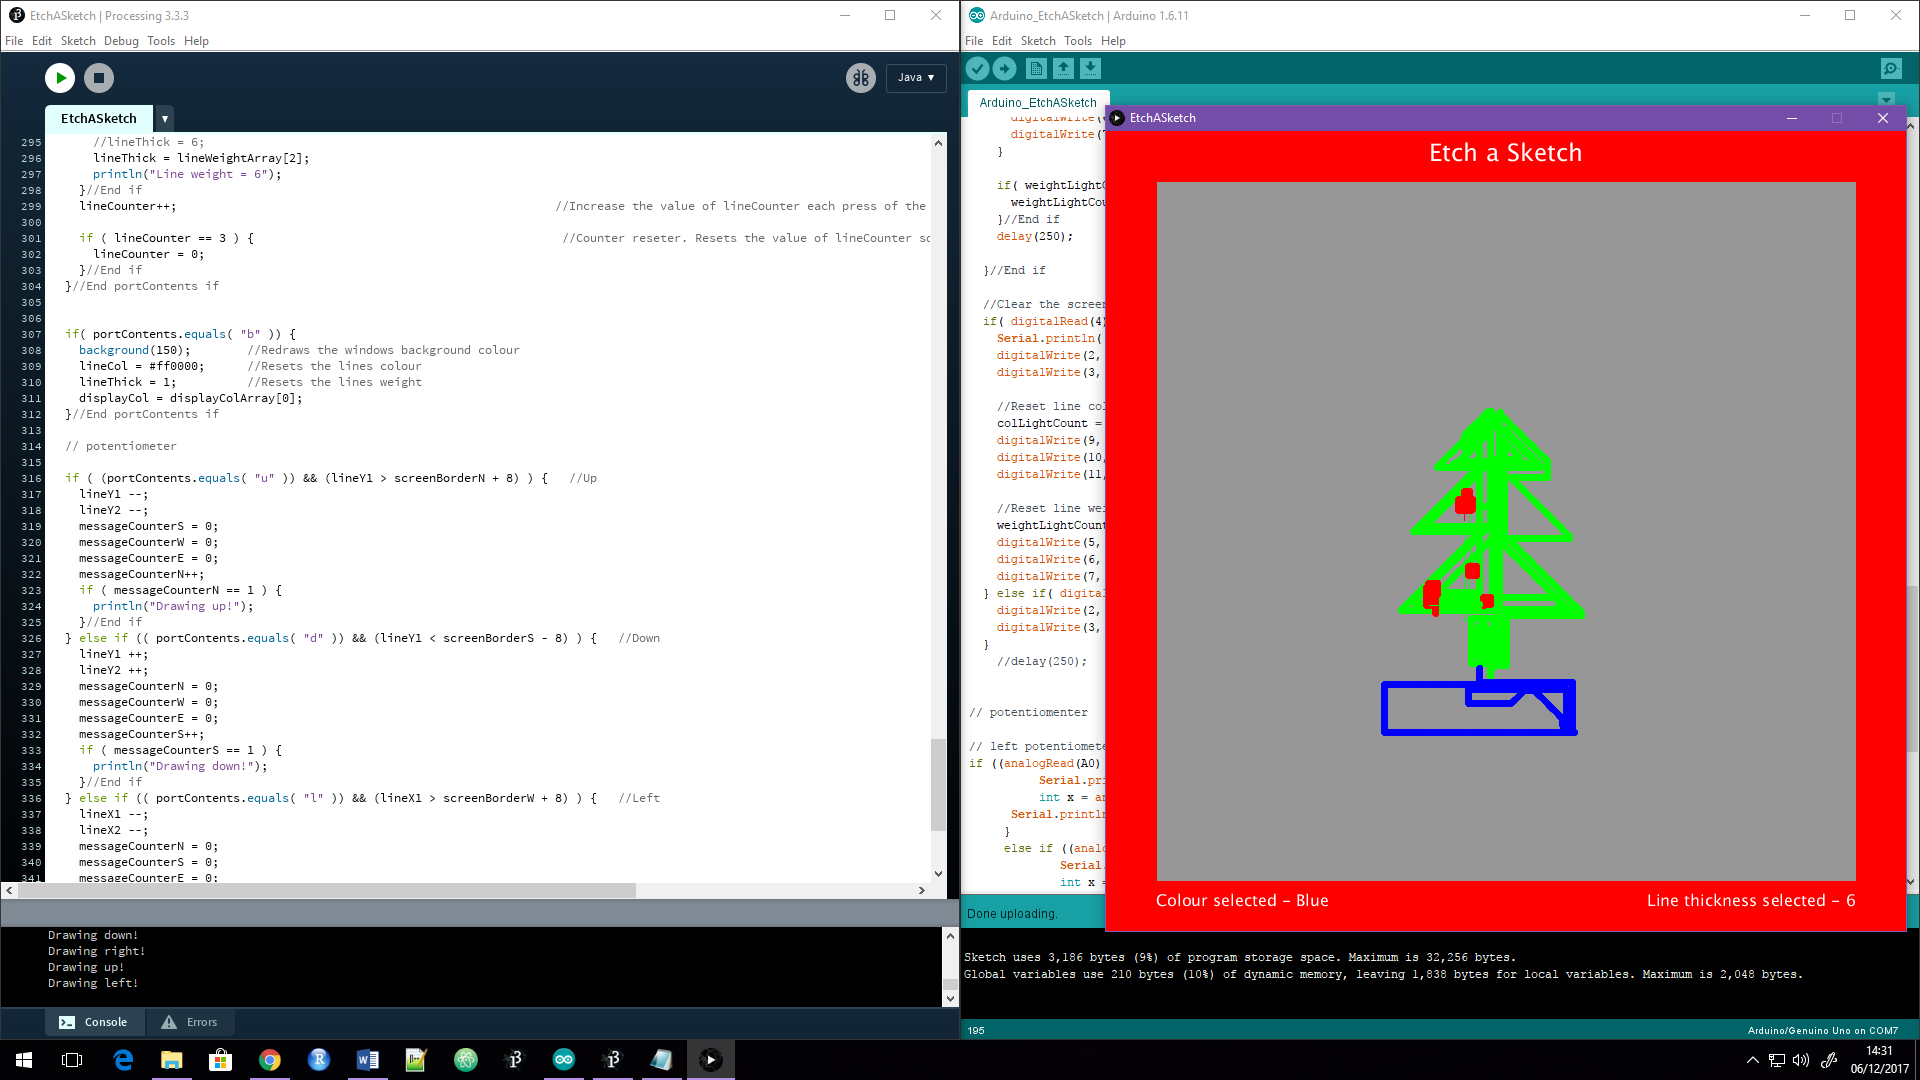 EtchASketch | Processing 3.3.3
File Edit Sketch Debug Tools Help
Java ▾
EtchASketch ▾
295 //lineThick = 6;
296 lineThick = lineWeightArray[2];
297 println("Line weight = 6");
298 }//End if
299 lineCounter++; //Increase the value of lineCounter each press of the
300
301 if ( lineCounter == 3 ) { //Counter reseter. Resets the value of lineCounter so
302 lineCounter = 0;
303 }//End if
304 }//End portContents if
305
306
307 if( portContents.equals( "b" )) {
308 background(150); //Redraws the windows background colour
309 lineCol = #ff0000; //Resets the lines colour
310 lineThick = 1; //Resets the lines weight
311 displayCol = displayColArray[0];
312 }//End portContents if
313
314 // potentiometer
315
316 if ( (portContents.equals( "u" )) && (lineY1 > screenBorderN + 8) ) { //Up
317 lineY1 --;
318 lineY2 --;
319 messageCounterS = 0;
320 messageCounterW = 0;
321 messageCounterE = 0;
322 messageCounterN++;
323 if ( messageCounterN == 1 ) {
324 println("Drawing up!");
325 }//End if
326 } else if (( portContents.equals( "d" )) && (lineY1 < screenBorderS - 8) ) { //Down
327 lineY1 ++;
328 lineY2 ++;
329 messageCounterN = 0;
330 messageCounterW = 0;
331 messageCounterE = 0;
332 messageCounterS++;
333 if ( messageCounterS == 1 ) {
334 println("Drawing down!");
335 }//End if
336 } else if (( portContents.equals( "l" )) && (lineX1 > screenBorderW + 8) ) { //Left
337 lineX1 --;
338 lineX2 --;
339 messageCounterN = 0;
340 messageCounterS = 0;
341 messageCounterE = 0;
Drawing down!
Drawing right!
Drawing up!
Drawing left!
Console Errors
Arduino_EtchASketch | Arduino 1.6.11
File Edit Sketch Tools Help
Arduino_EtchASketch
digitalWrite(
digitalWrite(7
}
if( weightLightC
weightLightCou
}//End if
delay(250);
}//End if
//Clear the screen
if( digitalRead(4)
Serial.println(
digitalWrite(2,
digitalWrite(3,
//Reset line col
colLightCount =
digitalWrite(9,
digitalWrite(10,
digitalWrite(11,
//Reset line wei
weightLightCount
digitalWrite(5,
digitalWrite(6,
digitalWrite(7,
} else if( digital
digitalWrite(2,
digitalWrite(3,
}
//delay(250);
// potentiomenter
// left potentiomete
if ((analogRead(A0)
Serial.pri
int x = an
Serial.println
}
else if ((analo
Serial.
int x =
Done uploading.
Sketch uses 3,186 bytes (9%) of program storage space. Maximum is 32,256 bytes.
Global variables use 210 bytes (10%) of dynamic memory, leaving 1,838 bytes for local variables. Maximum is 2,048 bytes.
195 Arduino/Genuino Uno on COM7
EtchASketch
Etch a Sketch
Colour selected - Blue
Line thickness selected - 6
14:31
06/12/2017